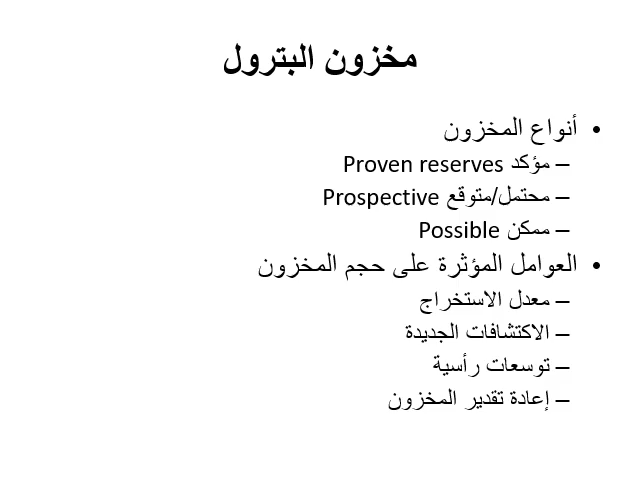 مخزون البترول
• أنواع المخزون
– مؤكد Proven reserves
– محتمل/متوقع Prospective
– ممكن Possible
• العوامل المؤثرة على حجم المخزون
– معدل الاستخراج
– الاكتشافات الجديدة
– توسعات رأسية
– إعادة تقدير المخزون